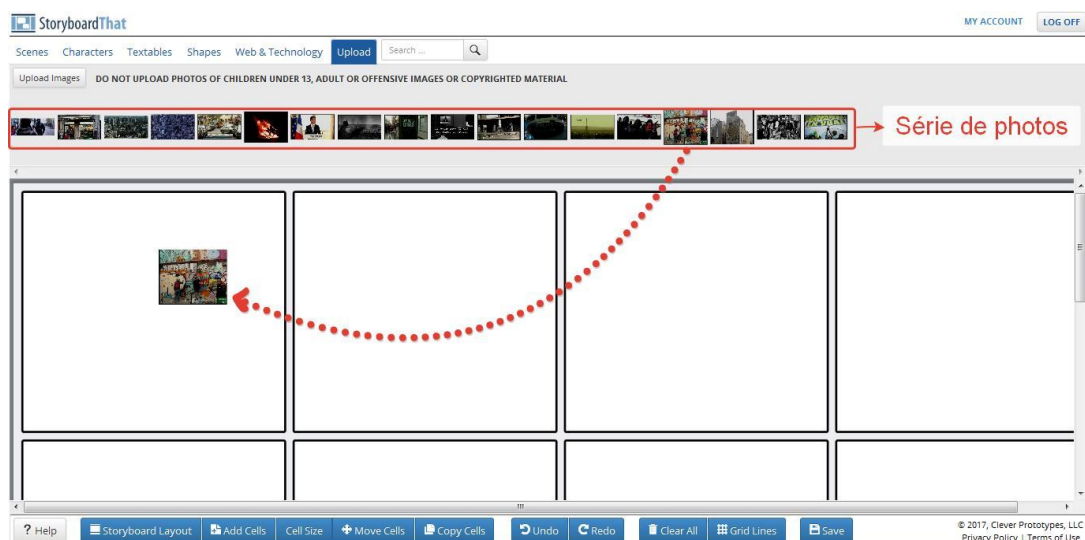 StoryboardThat
MY ACCOUNT LOG OFF
Scenes Characters Textables Shapes Web & Technology Upload Search ...
Upload Images DO NOT UPLOAD PHOTOS OF CHILDREN UNDER 13, ADULT OR OFFENSIVE IMAGES OR COPYRIGHTED MATERIAL
Série de photos
? Help Storyboard Layout Add Cells Cell Size Move Cells Copy Cells Undo Redo Clear All Grid Lines Save
© 2017, Clever Prototypes, LLC
Privacy Policy | Terms of Use